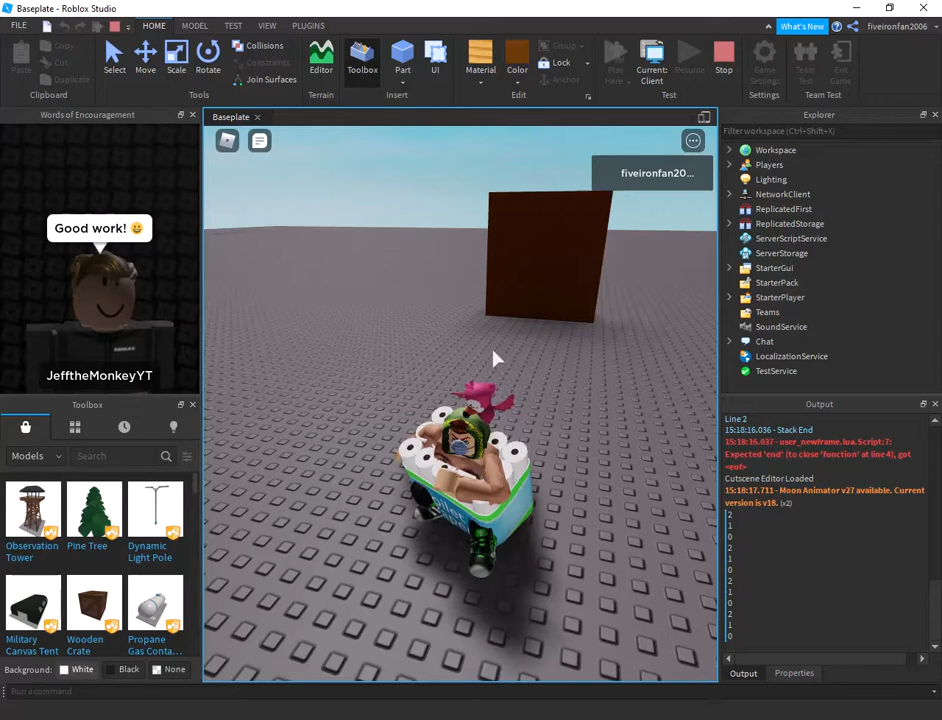 Baseplate - Roblox Studio
FILE HOME MODEL TEST VIEW PLUGINS What's New fiveironfan2006
Paste Copy Cut Duplicate Select Move Scale Rotate Collisions Constraints Join Surfaces Editor Toolbox Part UI Material Color Group Lock Anchor Play Here Current: Client Resume Stop Game Settings Team Test Exit Game
Clipboard Tools Terrain Insert Edit Test Settings Team Test
Words of Encouragement
Good work!
JefftheMonkeyYT
Toolbox
Models Search
Observation Tower
Pine Tree
Dynamic Light Pole
Military Canvas Tent
Wooden Crate
Propane Gas Conta...
Background: White Black None
Run a command
Baseplate
fiveironfan20...
Explorer
Filter workspace (Ctrl+Shift+X)
Workspace
Players
Lighting
NetworkClient
ReplicatedFirst
ReplicatedStorage
ServerScriptService
ServerStorage
StarterGui
StarterPack
StarterPlayer
Teams
SoundService
Chat
LocalizationService
TestService
Output
Line 2
15:18:16.036 - Stack End
15:18:16.037 - user_newframe.lua.Script:7:
Expected 'end' (to close 'function' at line 4), got
<eof>
Cutscene Editor Loaded
15:18:17.711 - Moon Animator v27 available. Current
version is v18. (x2)
2
1
0
2
1
0
2
1
0
2
1
0
Output Properties